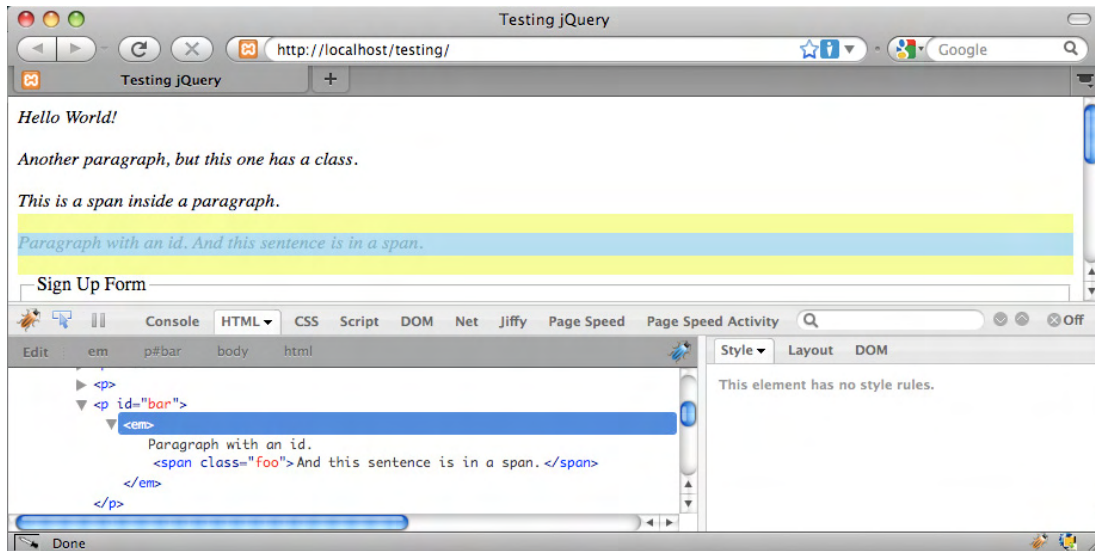 Testing jQuery
http://localhost/testing/
Google
Testing jQuery
+
Hello World!
Another paragraph, but this one has a class.
This is a span inside a paragraph.
Paragraph with an id. And this sentence is in a span.
Sign Up Form
Console HTML CSS Script DOM Net Jiffy Page Speed Page Speed Activity Off
Edit em p#bar body html
Style Layout DOM
<p>
<p id="bar">
<em>
Paragraph with an id.
<span class="foo">And this sentence is in a span.</span>
</em>
</p>
This element has no style rules.
Done